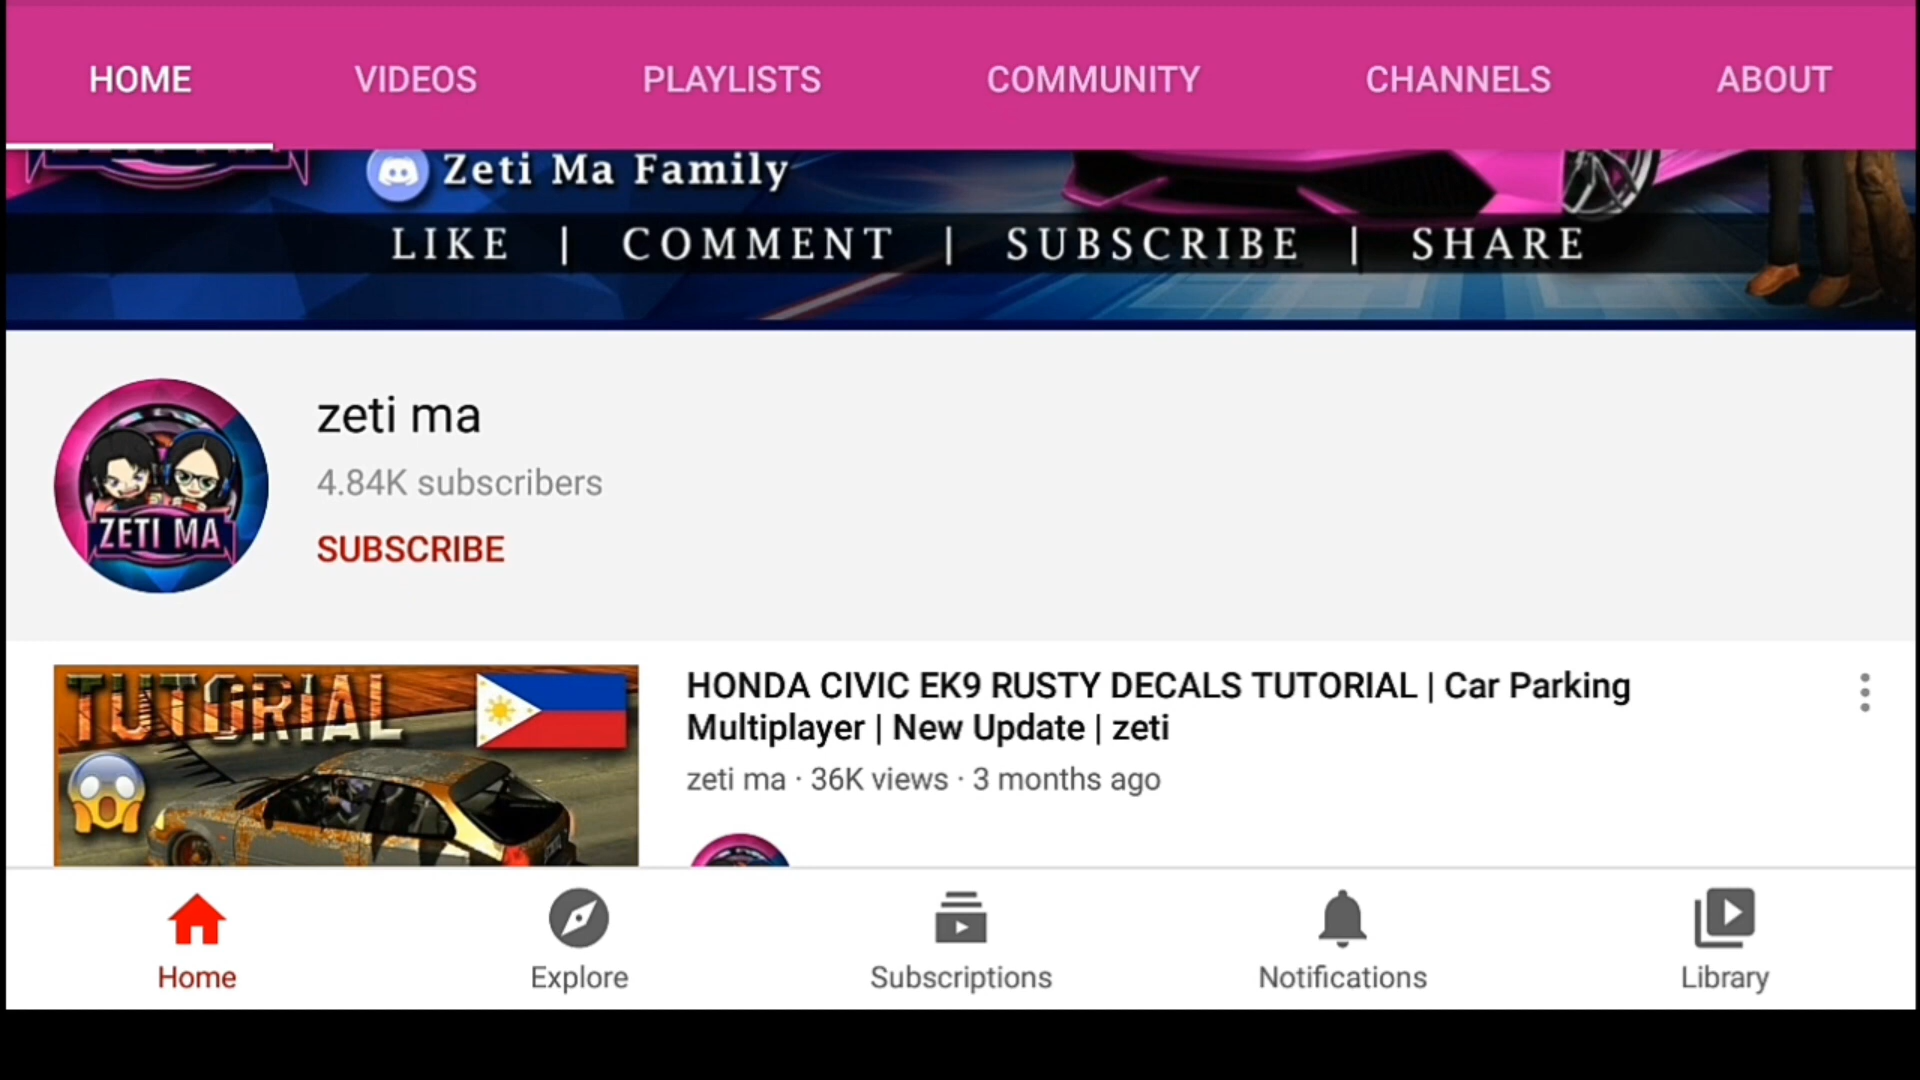 HOME VIDEOS PLAYLISTS COMMUNITY CHANNELS ABOUT
Zeti Ma Family
LIKE | COMMENT | SUBSCRIBE | SHARE
zeti ma
4.84K subscribers
ZETI MA
SUBSCRIBE
TUTORIAL
HONDA CIVIC EK9 RUSTY DECALS TUTORIAL | Car Parking
Multiplayer | New Update | zeti
zeti ma · 36K views · 3 months ago
Home Explore Subscriptions Notifications Library